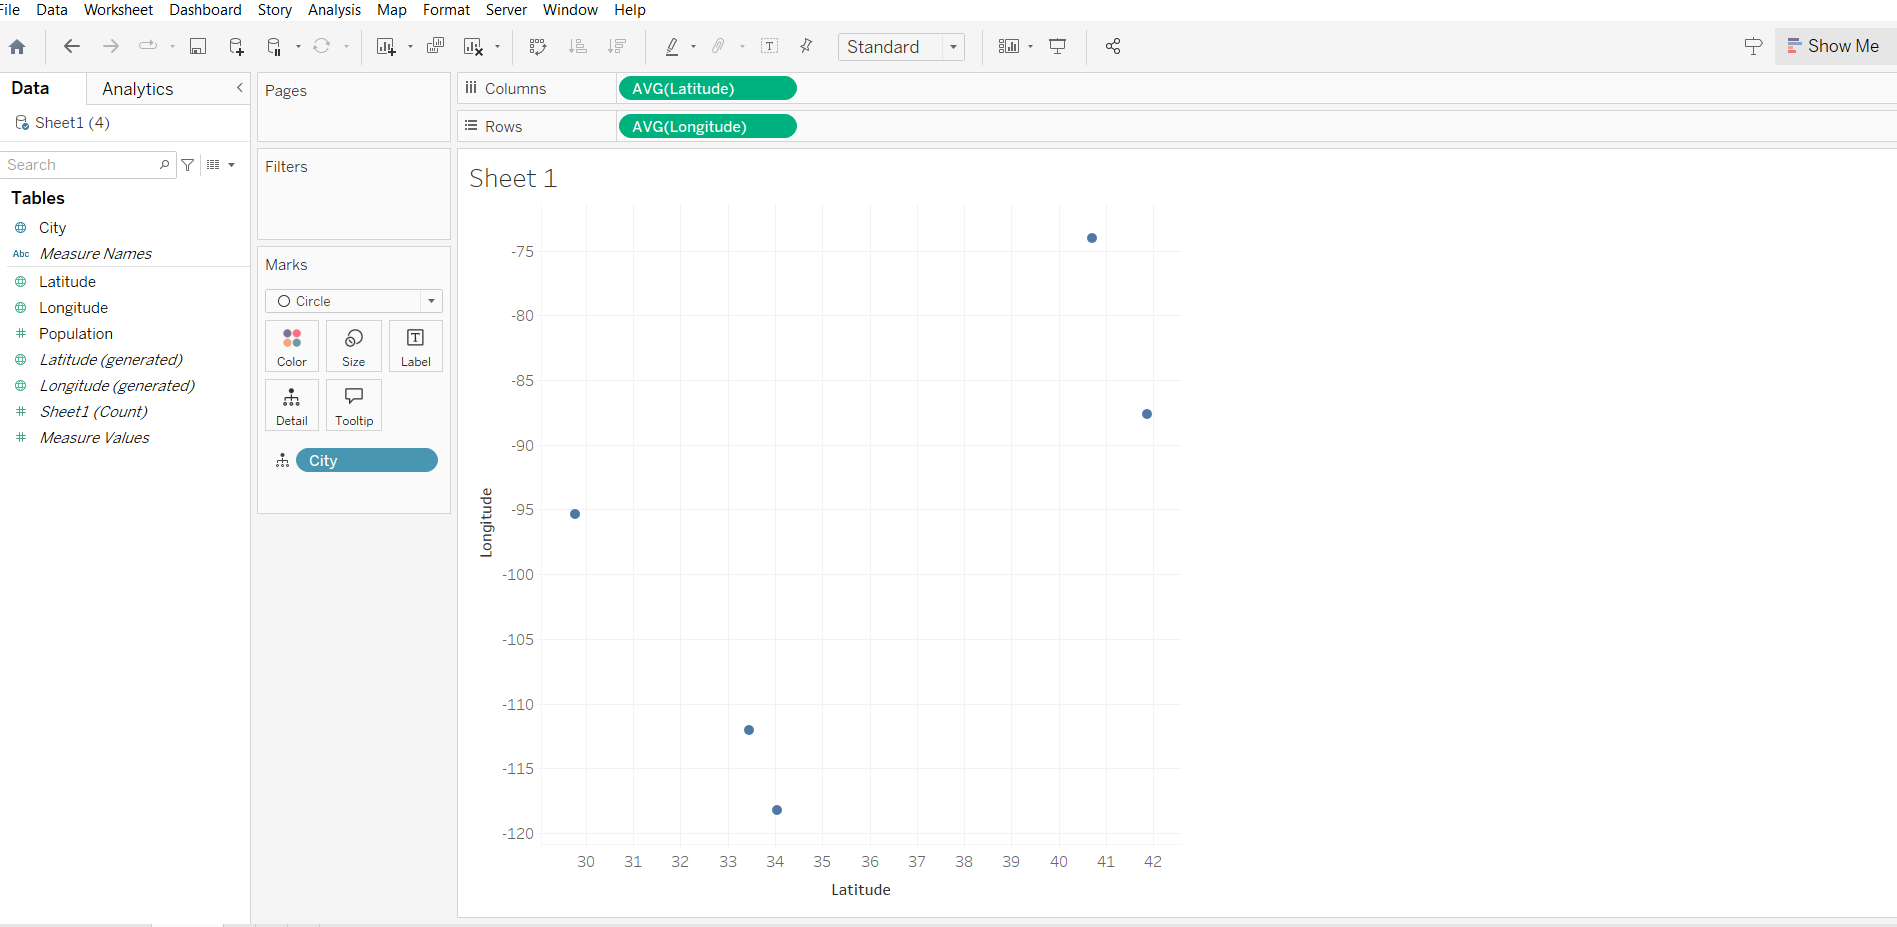 File Data Worksheet Dashboard Story Analysis Map Format Server Window Help
Standard
Show Me
Data Analytics
Sheet1 (4)
Search
Tables
City
Abc Measure Names
Latitude
Longitude
Population
Latitude (generated)
Longitude (generated)
Sheet1 (Count)
Measure Values
Pages
Filters
Marks
Circle
Color Size Label
Detail Tooltip
City
Columns AVG(Latitude)
Rows AVG(Longitude)
Sheet 1
-75
-80
-85
-90
-95
-100
-105
-110
-115
-120
Longitude
30 31 32 33 34 35 36 37 38 39 40 41 42
Latitude